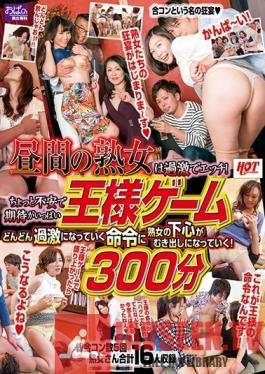 おばの
合コンという名の狂宴♥
かんぱ〜い!
熟女たちの
狂宴がはじまりま〜す♥
昼間の熟女は過激でエッチ!
HOT
ちょっと不安で
期待がいっぱい
王様ゲーム
どんどん過激になっていく命令に熟女の下心が
むき出しになっていく!
こうなるよね♥
300分
これが王様の
命令なんで
合コン数5回
熟女さん合計16人収録
LIBRARY